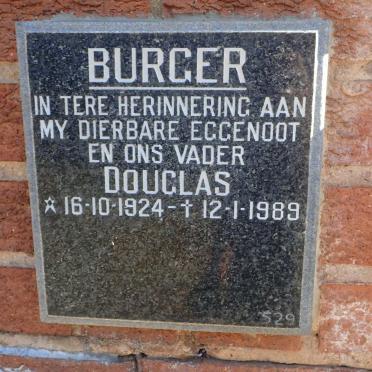 BURGER
IN TERE HERINNERING AAN
MY DIERBARE EGGENOOT
EN ONS VADER
DOUGLAS
☆ 16-10-1924 - † 12-1-1989
529